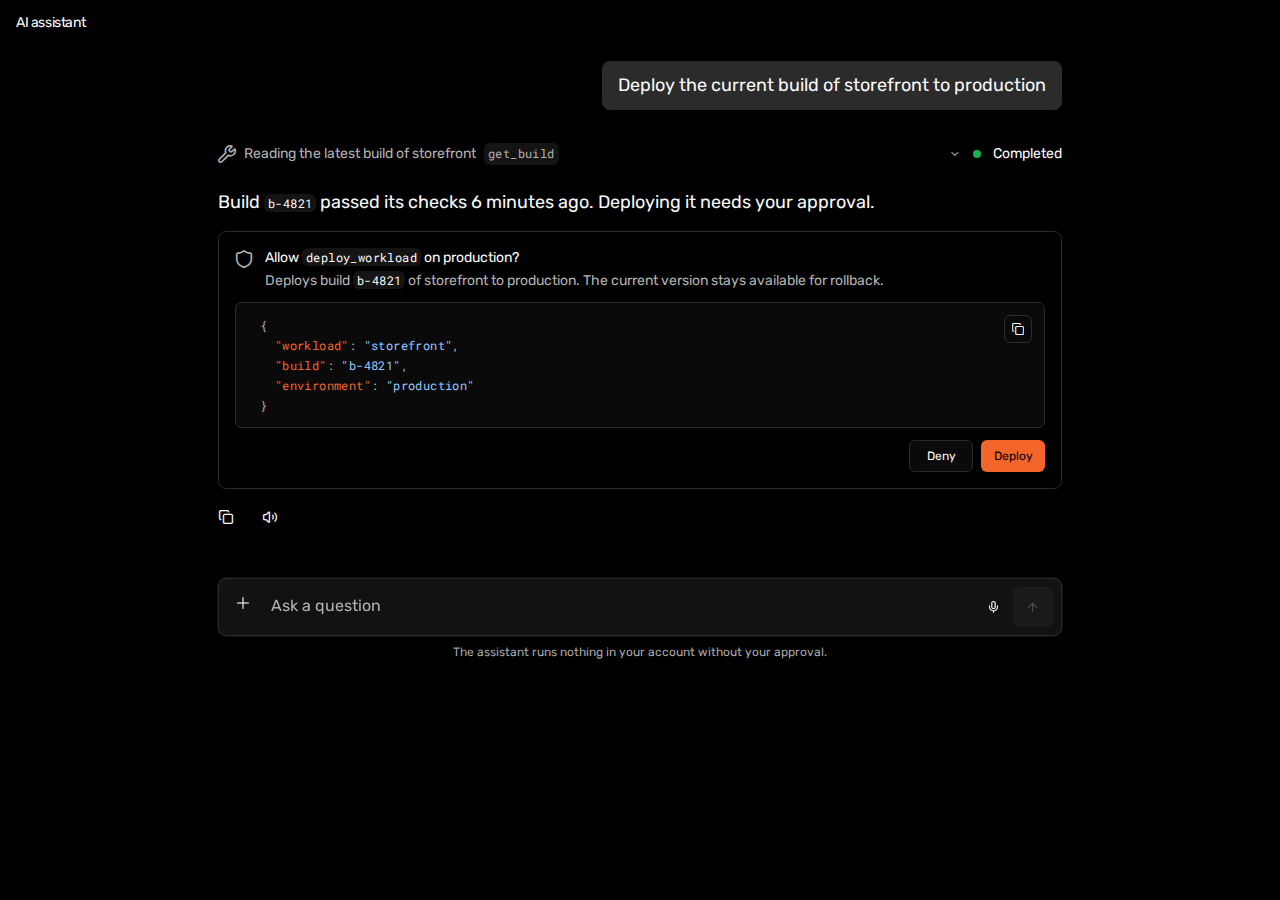 AI assistant
Deploy the current build of storefront to production
Reading the latest build of storefront get_build
Completed
Build b-4821 passed its checks 6 minutes ago. Deploying it needs your approval.
Allow deploy_workload on production?
Deploys build b-4821 of storefront to production. The current version stays available for rollback.
{
  "workload": "storefront",
  "build": "b-4821",
  "environment": "production"
}
Deny
Deploy
Ask a question
The assistant runs nothing in your account without your approval.